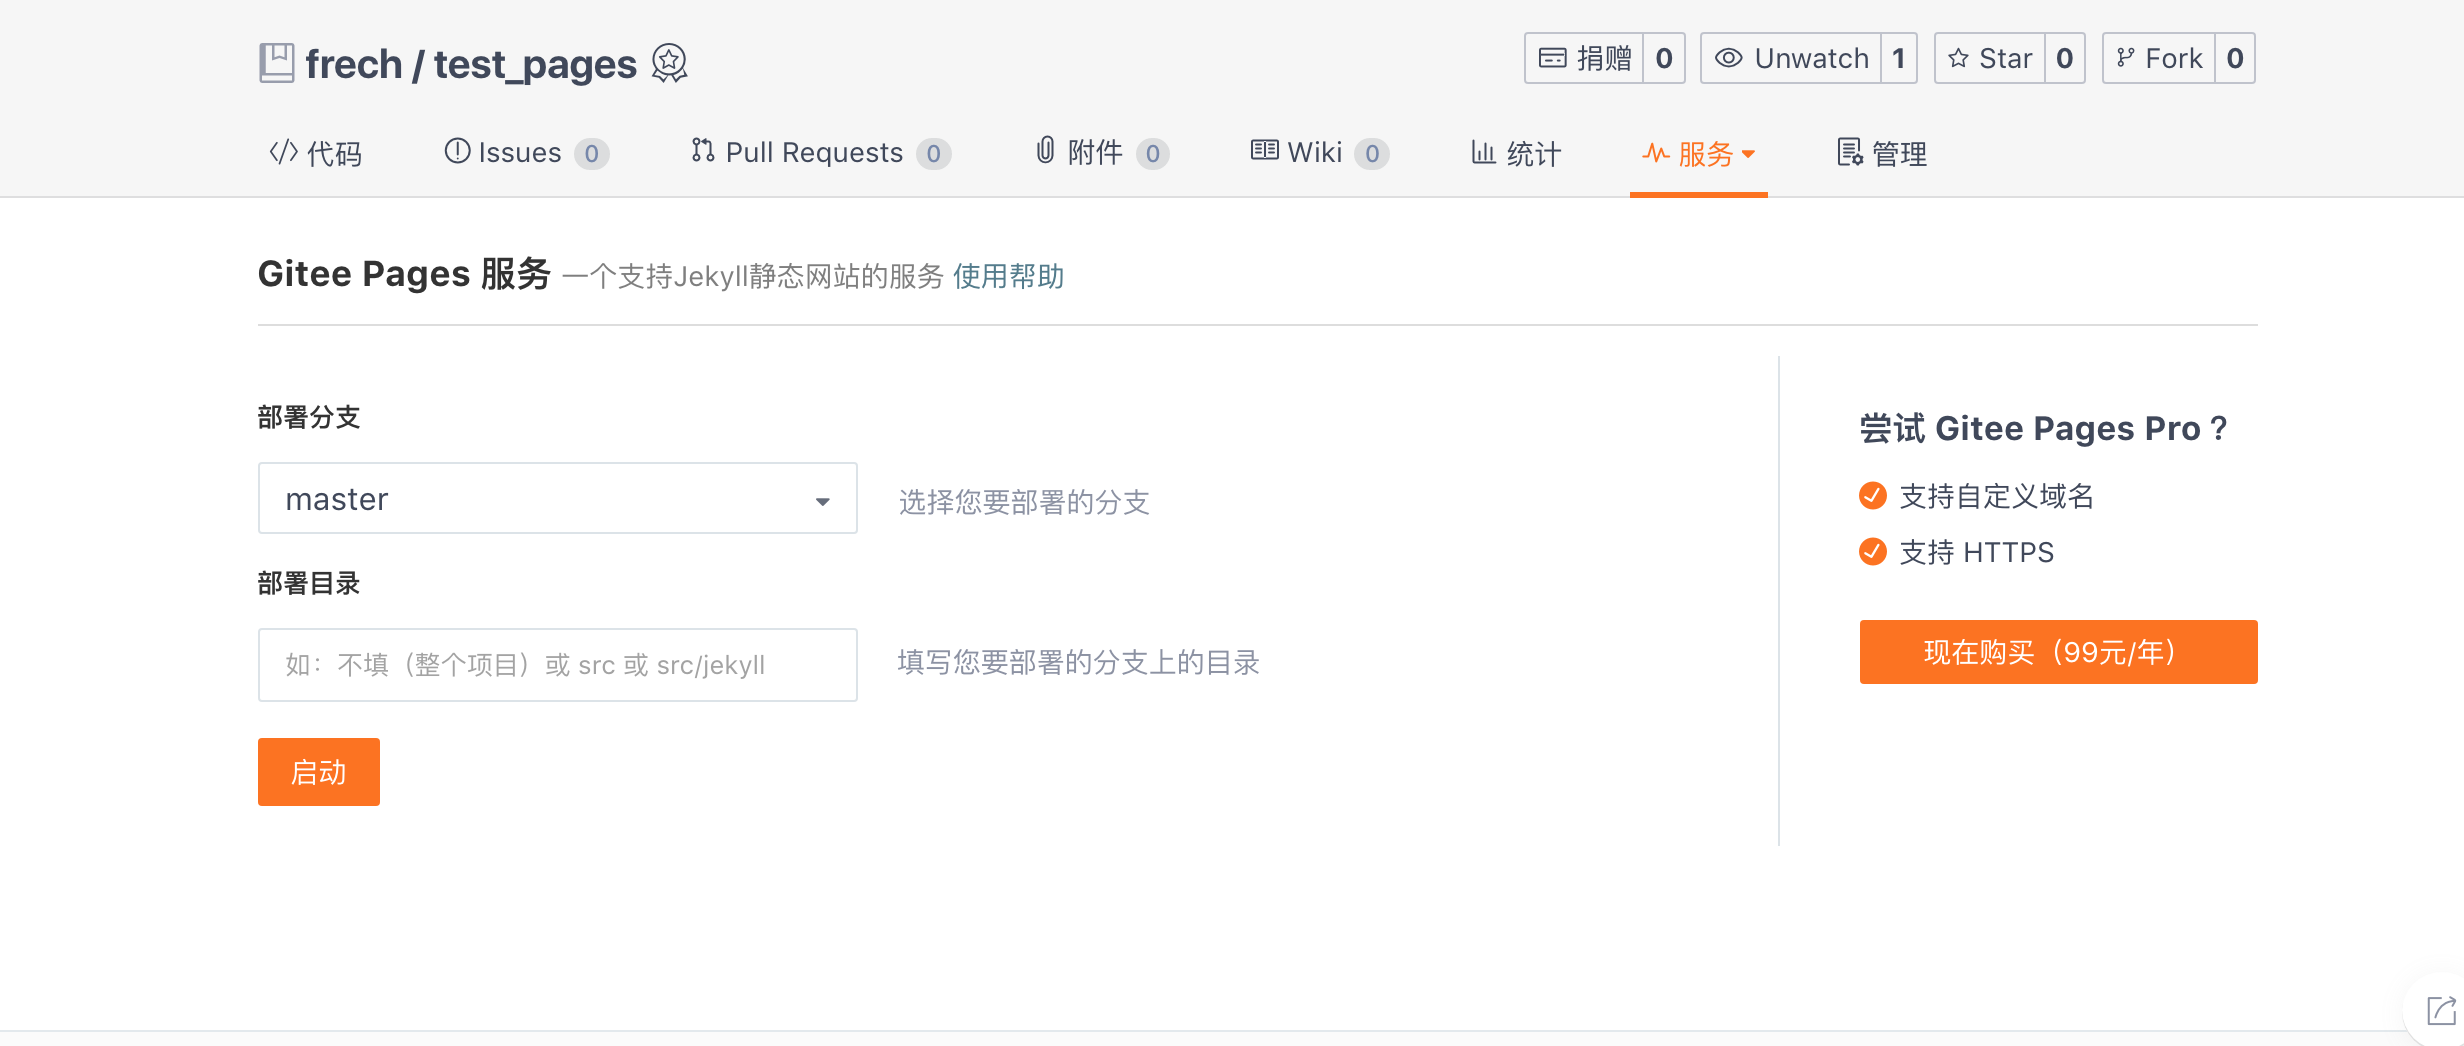 frech / test_pages
捐赠 0 Unwatch 1 Star 0 Fork 0
代码 Issues 0 Pull Requests 0 附件 0 Wiki 0 统计 服务 管理
Gitee Pages 服务 一个支持Jekyll静态网站的服务 使用帮助
部署分支
master 选择您要部署的分支
部署目录
如：不填（整个项目）或 src 或 src/jekyll 填写您要部署的分支上的目录
启动
尝试 Gitee Pages Pro ?
支持自定义域名
支持 HTTPS
现在购买（99元/年）